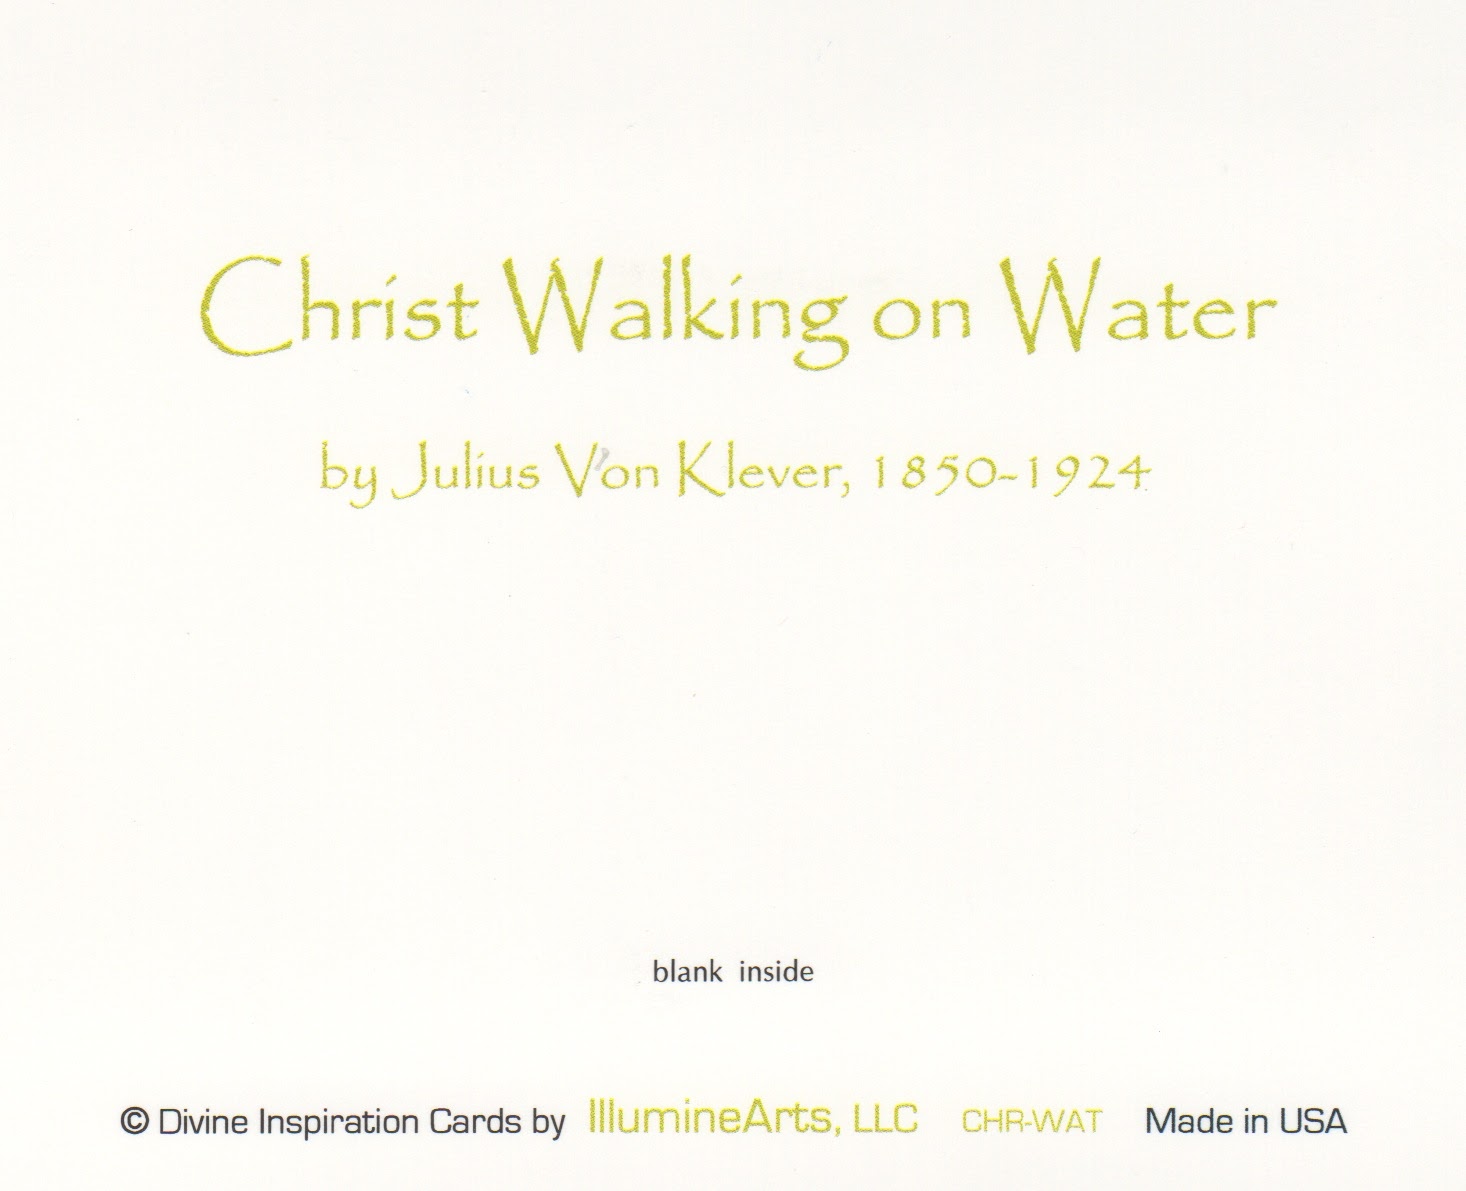 Christ Walking on Water
by Julius Von Klever, 1850-1924
blank inside
© Divine Inspiration Cards by IllumineArts, LLC CHR-WAT Made in USA